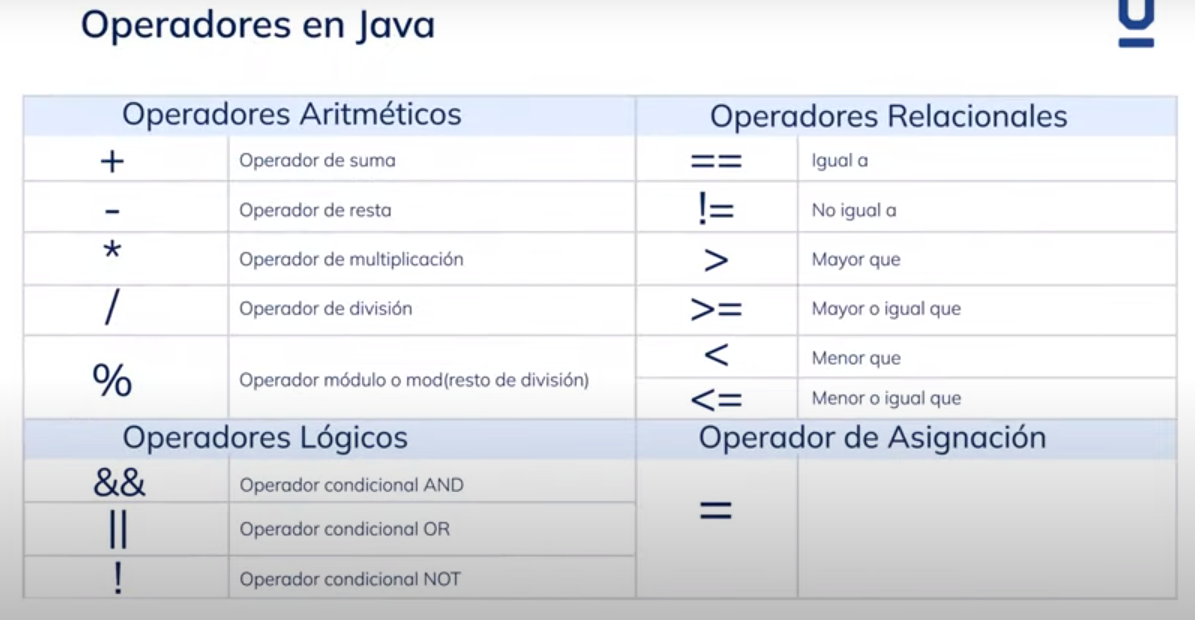 Operadores en Java
Operadores Aritméticos
+ Operador de suma
- Operador de resta
* Operador de multiplicación
/ Operador de división
% Operador módulo o mod(resto de división)
Operadores Relacionales
== Igual a
!= No igual a
> Mayor que
>= Mayor o igual que
< Menor que
<= Menor o igual que
Operadores Lógicos
&& Operador condicional AND
|| Operador condicional OR
! Operador condicional NOT
Operador de Asignación
=